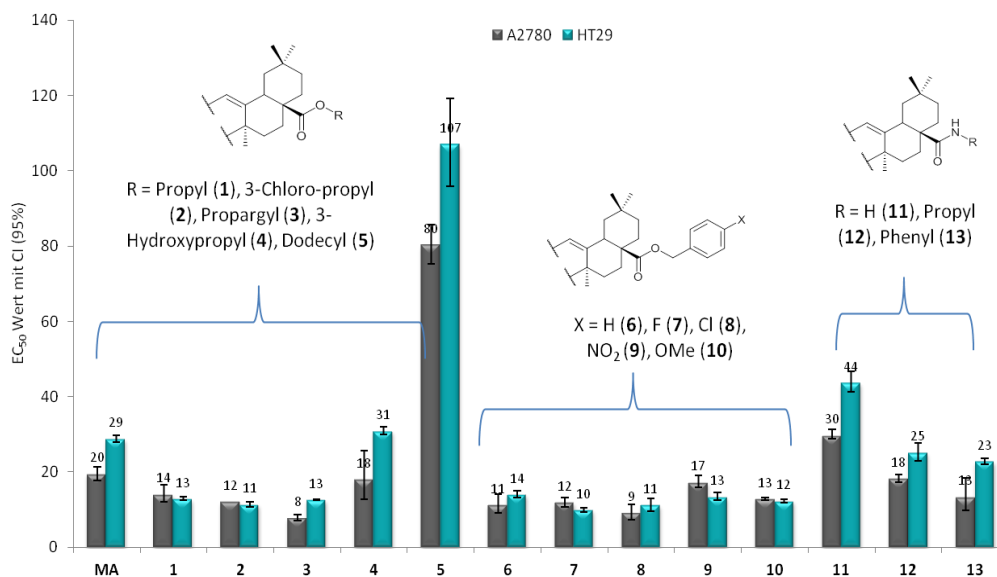 140
120
100
80
60
40
20
0
EC50 Wert mit CI (95%)
A2780 HT29
O
R
O
R = Propyl (1), 3-Chloro-propyl
(2), Propargyl (3), 3-
Hydroxypropyl (4), Dodecyl (5)
X
O
O
X = H (6), F (7), Cl (8),
NO2 (9), OMe (10)
H
N
R
O
R = H (11), Propyl
(12), Phenyl (13)
20 29 14 13 12 11 8 13 18 31 80 107 11 14 12 10 9 11 17 13 13 12 30 44 18 25 13 23
MA 1 2 3 4 5 6 7 8 9 10 11 12 13